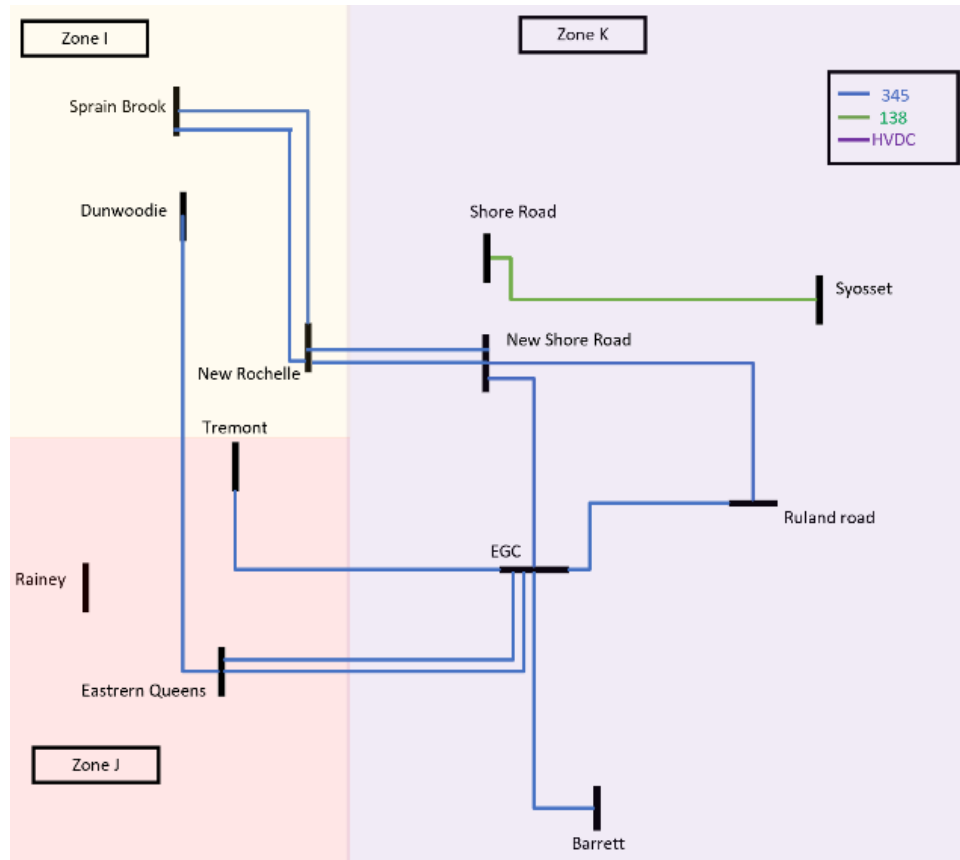 Zone I
Zone K
345
138
HVDC
Sprain Brook
Dunwoodie
Shore Road
Syosset
New Shore Road
New Rochelle
Tremont
Ruland road
EGC
Rainey
Eastrern Queens
Zone J
Barrett